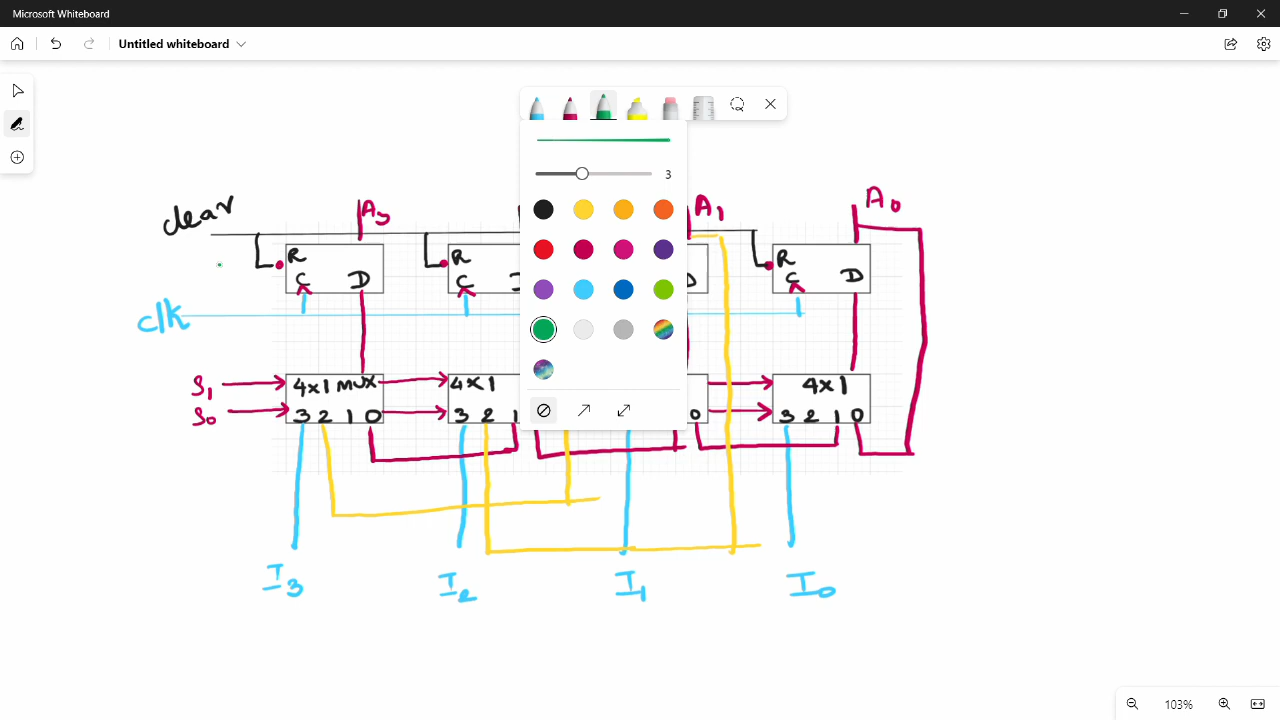 Microsoft Whiteboard
Untitled whiteboard
3
clear
A3
A1
A0
R
C D
R
C
D
R
C D
clk
S1
S0
4x1 MUX
3 2 1 0
4x1
3 2 1
0
4x1
3 2 1 0
I3
I2
I1
I0
103%